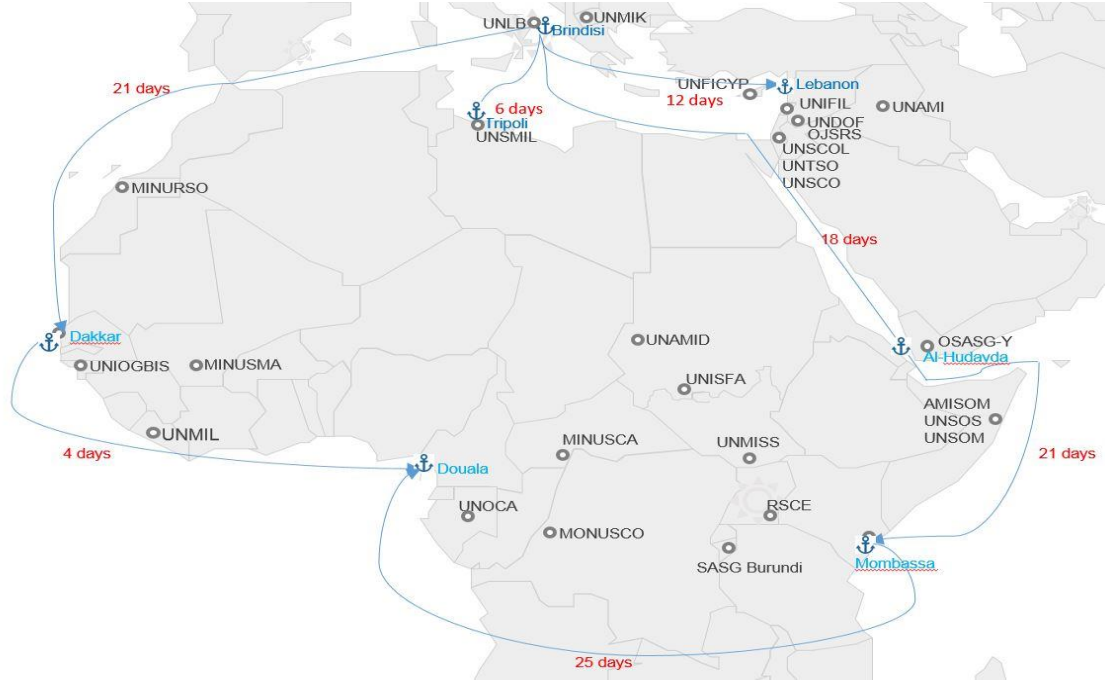 UNLB
UNMIK
Brindisi
21 days
6 days
Tripoli
UNSMIL
UNFICYP
12 days
Lebanon
UNIFIL
UNAMI
UNDOF
OJSRS
UNSCOL
UNTSO
UNSCO
MINURSO
18 days
Dakkar
UNIOGBIS
MINUSMA
UNAMID
OSASG-Y
Al-Hudavda
UNISFA
AMISOM
UNSOS
UNSOM
UNMIL
4 days
Douala
MINUSCA
UNMISS
21 days
UNOCA
MONUSCO
RSCE
SASG Burundi
Mombassa
25 days